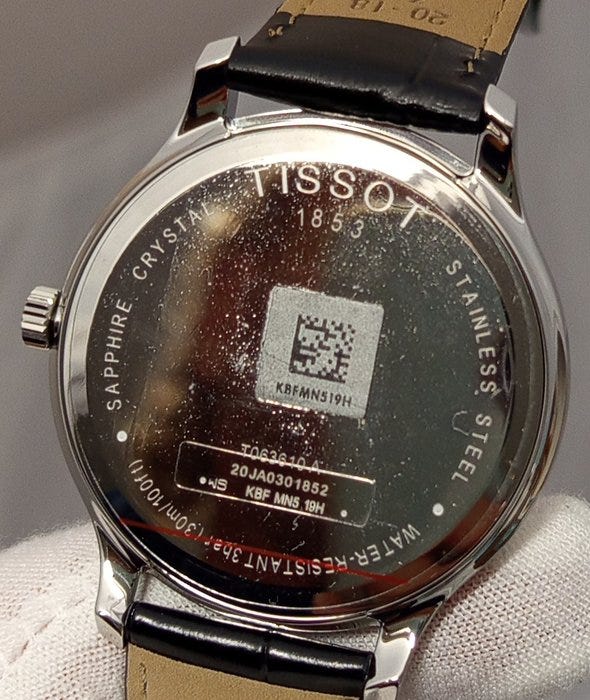 20-18
TISSOT
1853
SAPPHIRE CRYSTAL
STAINLESS STEEL
KBFMN519H
T063610 A
20JA0301852
SM KBF MN5 19H
WATER-RESISTANT 3bar (30m/100ft)